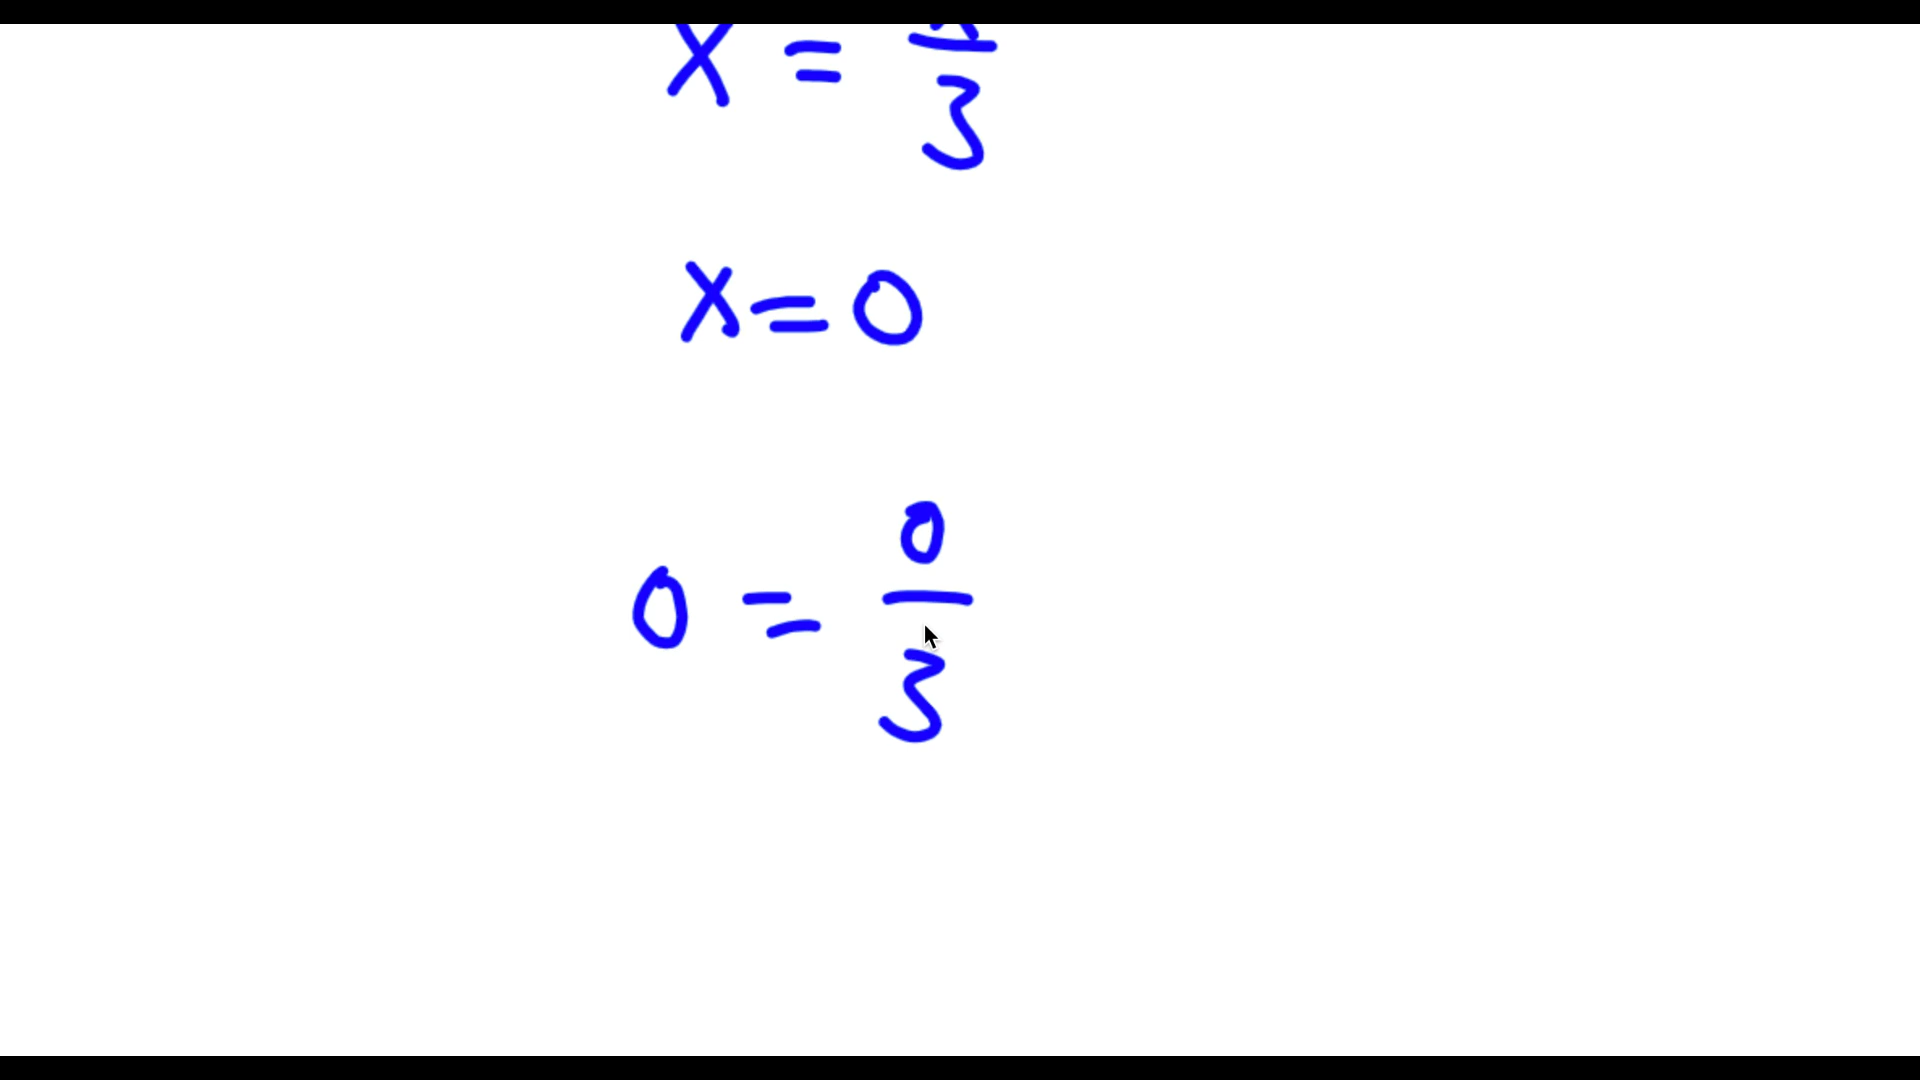 X = x/3
X = 0
0 = 0/3